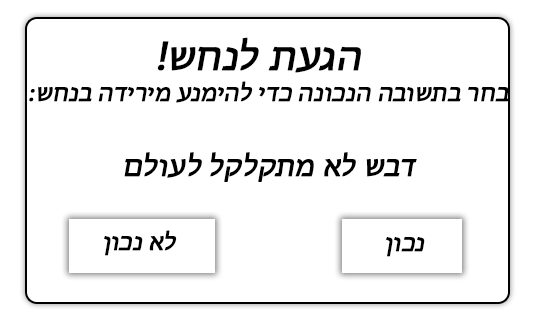 הגעת לנחש!
בחר בתשובה הנכונה כדי להימנע מירידה בנחש:
דבש לא מתקלקל לעולם
נכון
לא נכון